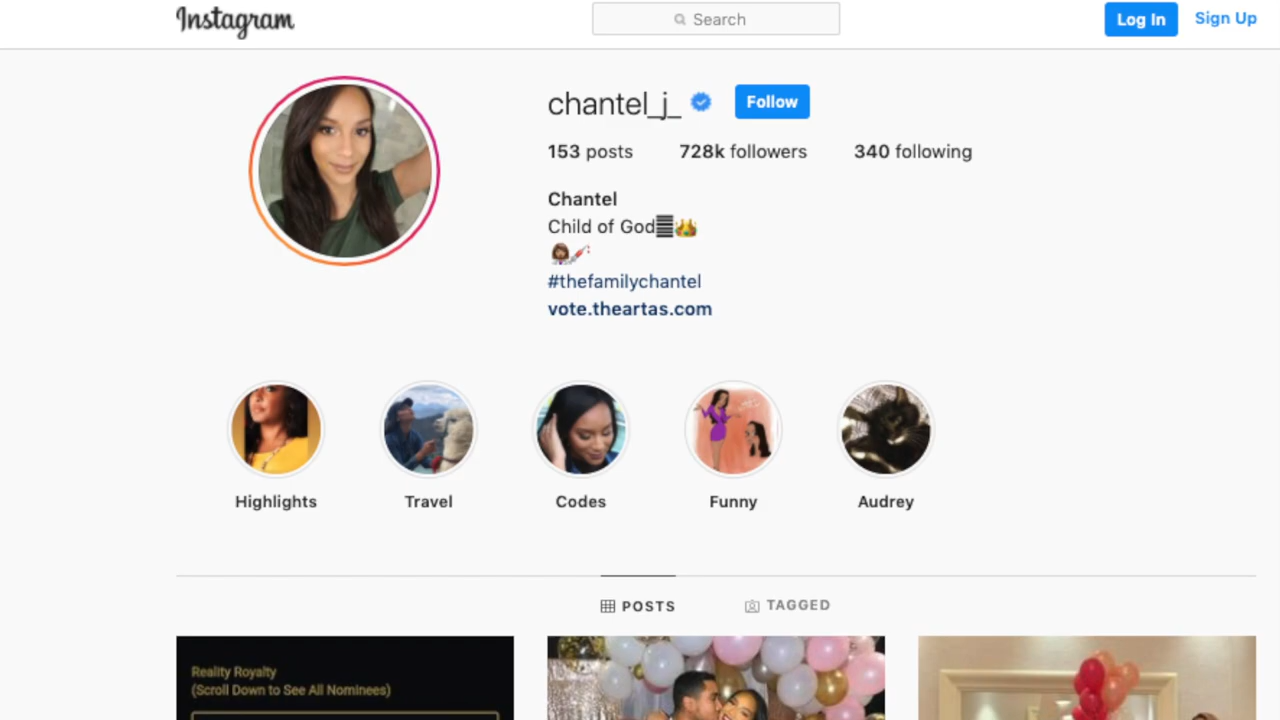 Instagram
Search
Log In
Sign Up
chantel_j_
Follow
153 posts
728k followers
340 following
Chantel
Child of God
#thefamilychantel
vote.theartas.com
Highlights
Travel
Codes
Funny
Audrey
POSTS
TAGGED
Reality Royalty
(Scroll Down to See All Nominees)